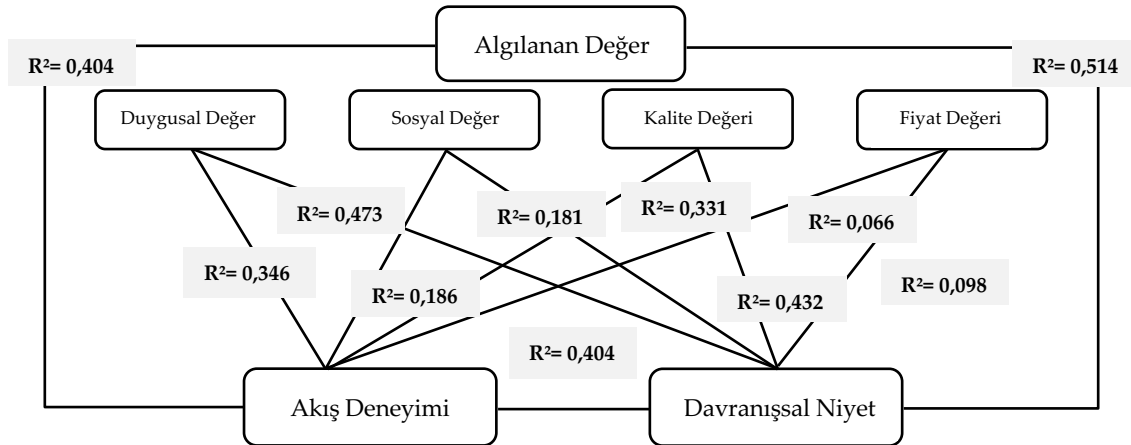 Algılanan Değer
R²= 0,404
R²= 0,514
Duygusal Değer
Sosyal Değer
Kalite Değeri
Fiyat Değeri
R²= 0,473
R²= 0,181
R²= 0,331
R²= 0,066
R²= 0,346
R²= 0,186
R²= 0,432
R²= 0,098
R²= 0,404
Akış Deneyimi
Davranışsal Niyet